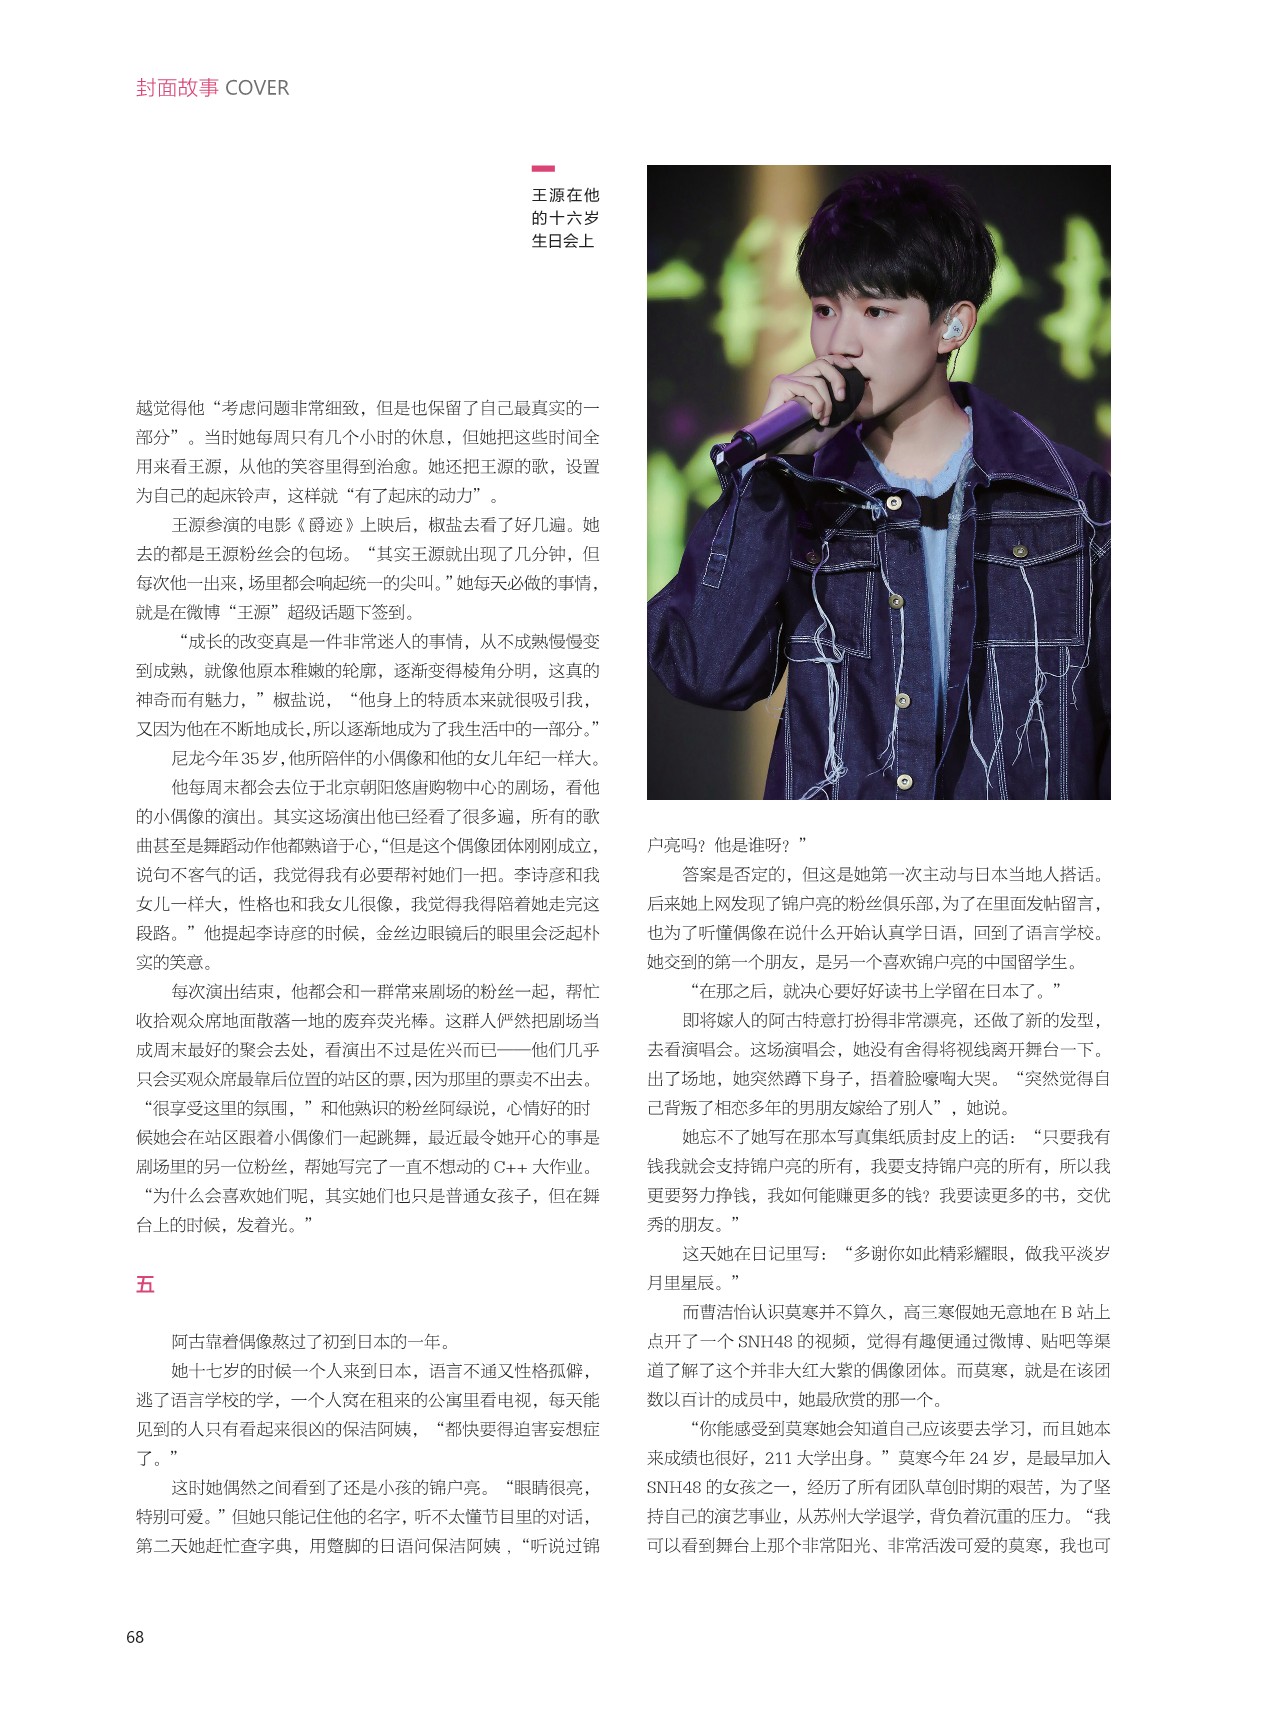 封面故事 COVER
王源在他
的十六岁
生日会上
越觉得他“考虑问题非常细致，但是也保留了自己最真实的一
部分”。当时她每周只有几个小时的休息，但她把这些时间全
用来看王源，从他的笑容里得到治愈。她还把王源的歌，设置
为自己的起床铃声，这样就“有了起床的动力”。
王源参演的电影《爵迹》上映后，椒盐去看了好几遍。她
去的都是王源粉丝会的包场。“其实王源就出现了几分钟，但
每次他一出来，场里都会响起统一的尖叫。”她每天必做的事情，
就是在微博“王源”超级话题下签到。
“成长的改变真是一件非常迷人的事情，从不成熟慢慢变
到成熟，就像他原本稚嫩的轮廓，逐渐变得棱角分明，这真的
神奇而有魅力，”椒盐说，“他身上的特质本来就很吸引我，
又因为他在不断地成长，所以逐渐地成为了我生活中的一部分。”
尼龙今年35岁，他所陪伴的小偶像和他的女儿年纪一样大。
他每周末都会去位于北京朝阳悠唐购物中心的剧场，看他
的小偶像的演出。其实这场演出他已经看了很多遍，所有的歌
曲甚至是舞蹈动作他都熟谙于心，“但是这个偶像团体刚刚成立，
说句不客气的话，我觉得我有必要帮衬她们一把。李诗彦和我
女儿一样大，性格也和我女儿很像，我觉得我得陪着她走完这
段路。”他提起李诗彦的时候，金丝边眼镜后的眼里会泛起朴
实的笑意。
每次演出结束，他都会和一群常来剧场的粉丝一起，帮忙
收拾观众席地面散落一地的废弃荧光棒。这群人俨然把剧场当
成周末最好的聚会去处，看演出不过是佐兴而已——他们几乎
只会买观众席最靠后位置的站区的票，因为那里的票卖不出去。
“很享受这里的氛围，”和他熟识的粉丝阿绿说，心情好的时
候她会在站区跟着小偶像们一起跳舞，最近最令她开心的事是
剧场里的另一位粉丝，帮她写完了一直不想动的 C++ 大作业。
“为什么会喜欢她们呢，其实她们也只是普通女孩子，但在舞
台上的时候，发着光。”
五
阿古靠着偶像熬过了初到日本的一年。
她十七岁的时候一个人来到日本，语言不通又性格孤僻，
逃了语言学校的学，一个人窝在租来的公寓里看电视，每天能
见到的人只有看起来很凶的保洁阿姨，“都快要得迫害妄想症
了。”
这时她偶然之间看到了还是小孩的锦户亮。“眼睛很亮，
特别可爱。”但她只能记住他的名字，听不太懂节目里的对话，
第二天她赶忙查字典，用蹩脚的日语问保洁阿姨，“听说过锦
户亮吗？他是谁呀？”
答案是否定的，但这是她第一次主动与日本当地人搭话。
后来她上网发现了锦户亮的粉丝俱乐部，为了在里面发帖留言，
也为了听懂偶像在说什么开始认真学日语，回到了语言学校。
她交到的第一个朋友，是另一个喜欢锦户亮的中国留学生。
“在那之后，就决心要好好读书上学留在日本了。”
即将嫁人的阿古特意打扮得非常漂亮，还做了新的发型，
去看演唱会。这场演唱会，她没有舍得将视线离开舞台一下。
出了场地，她突然蹲下身子，捂着脸嚎啕大哭。“突然觉得自
己背叛了相恋多年的男朋友嫁给了别人”，她说。
她忘不了她写在那本写真集纸质封皮上的话：“只要我有
钱我就会支持锦户亮的所有，我要支持锦户亮的所有，所以我
更要努力挣钱，我如何能赚更多的钱？我要读更多的书，交优
秀的朋友。”
这天她在日记里写：“多谢你如此精彩耀眼，做我平淡岁
月里星辰。”
而曹洁怡认识莫寒并不算久，高三寒假她无意地在 B 站上
点开了一个 SNH48 的视频，觉得有趣便通过微博、贴吧等渠
道了解了这个并非大红大紫的偶像团体。而莫寒，就是在该团
数以百计的成员中，她最欣赏的那一个。
“你能感受到莫寒她会知道自己应该要去学习，而且她本
来成绩也很好，211 大学出身。”莫寒今年 24 岁，是最早加入
SNH48 的女孩之一，经历了所有团队草创时期的艰苦，为了坚
持自己的演艺事业，从苏州大学退学，背负着沉重的压力。“我
可以看到舞台上那个非常阳光、非常活泼可爱的莫寒，我也可
68